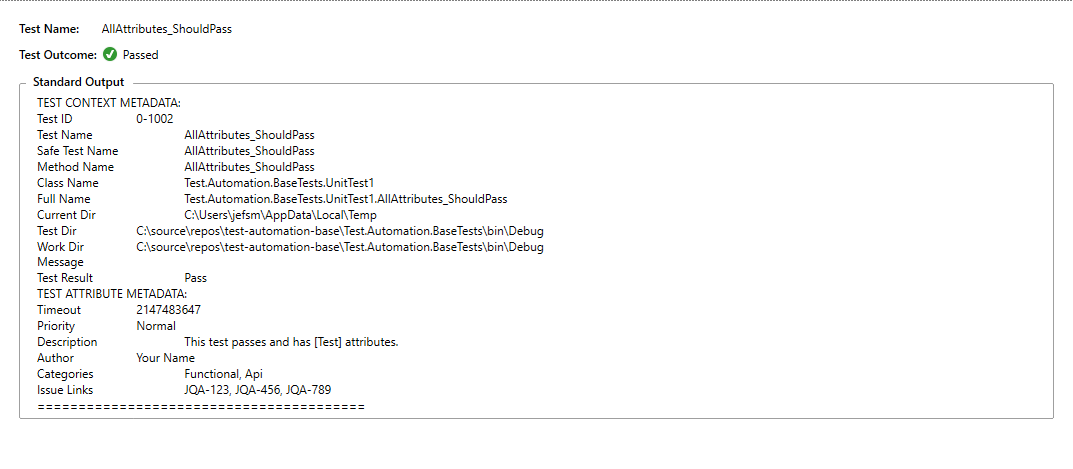 Test Name: AllAttributes_ShouldPass
Test Outcome: Passed
Standard Output
TEST CONTEXT METADATA:
Test ID 0-1002
Test Name AllAttributes_ShouldPass
Safe Test Name AllAttributes_ShouldPass
Method Name AllAttributes_ShouldPass
Class Name Test.Automation.BaseTests.UnitTest1
Full Name Test.Automation.BaseTests.UnitTest1.AllAttributes_ShouldPass
Current Dir C:\Users\jefsm\AppData\Local\Temp
Test Dir C:\source\repos\test-automation-base\Test.Automation.BaseTests\bin\Debug
Work Dir C:\source\repos\test-automation-base\Test.Automation.BaseTests\bin\Debug
Message
Test Result Pass
TEST ATTRIBUTE METADATA:
Timeout 2147483647
Priority Normal
Description This test passes and has [Test] attributes.
Author Your Name
Categories Functional, Api
Issue Links JQA-123, JQA-456, JQA-789
========================================